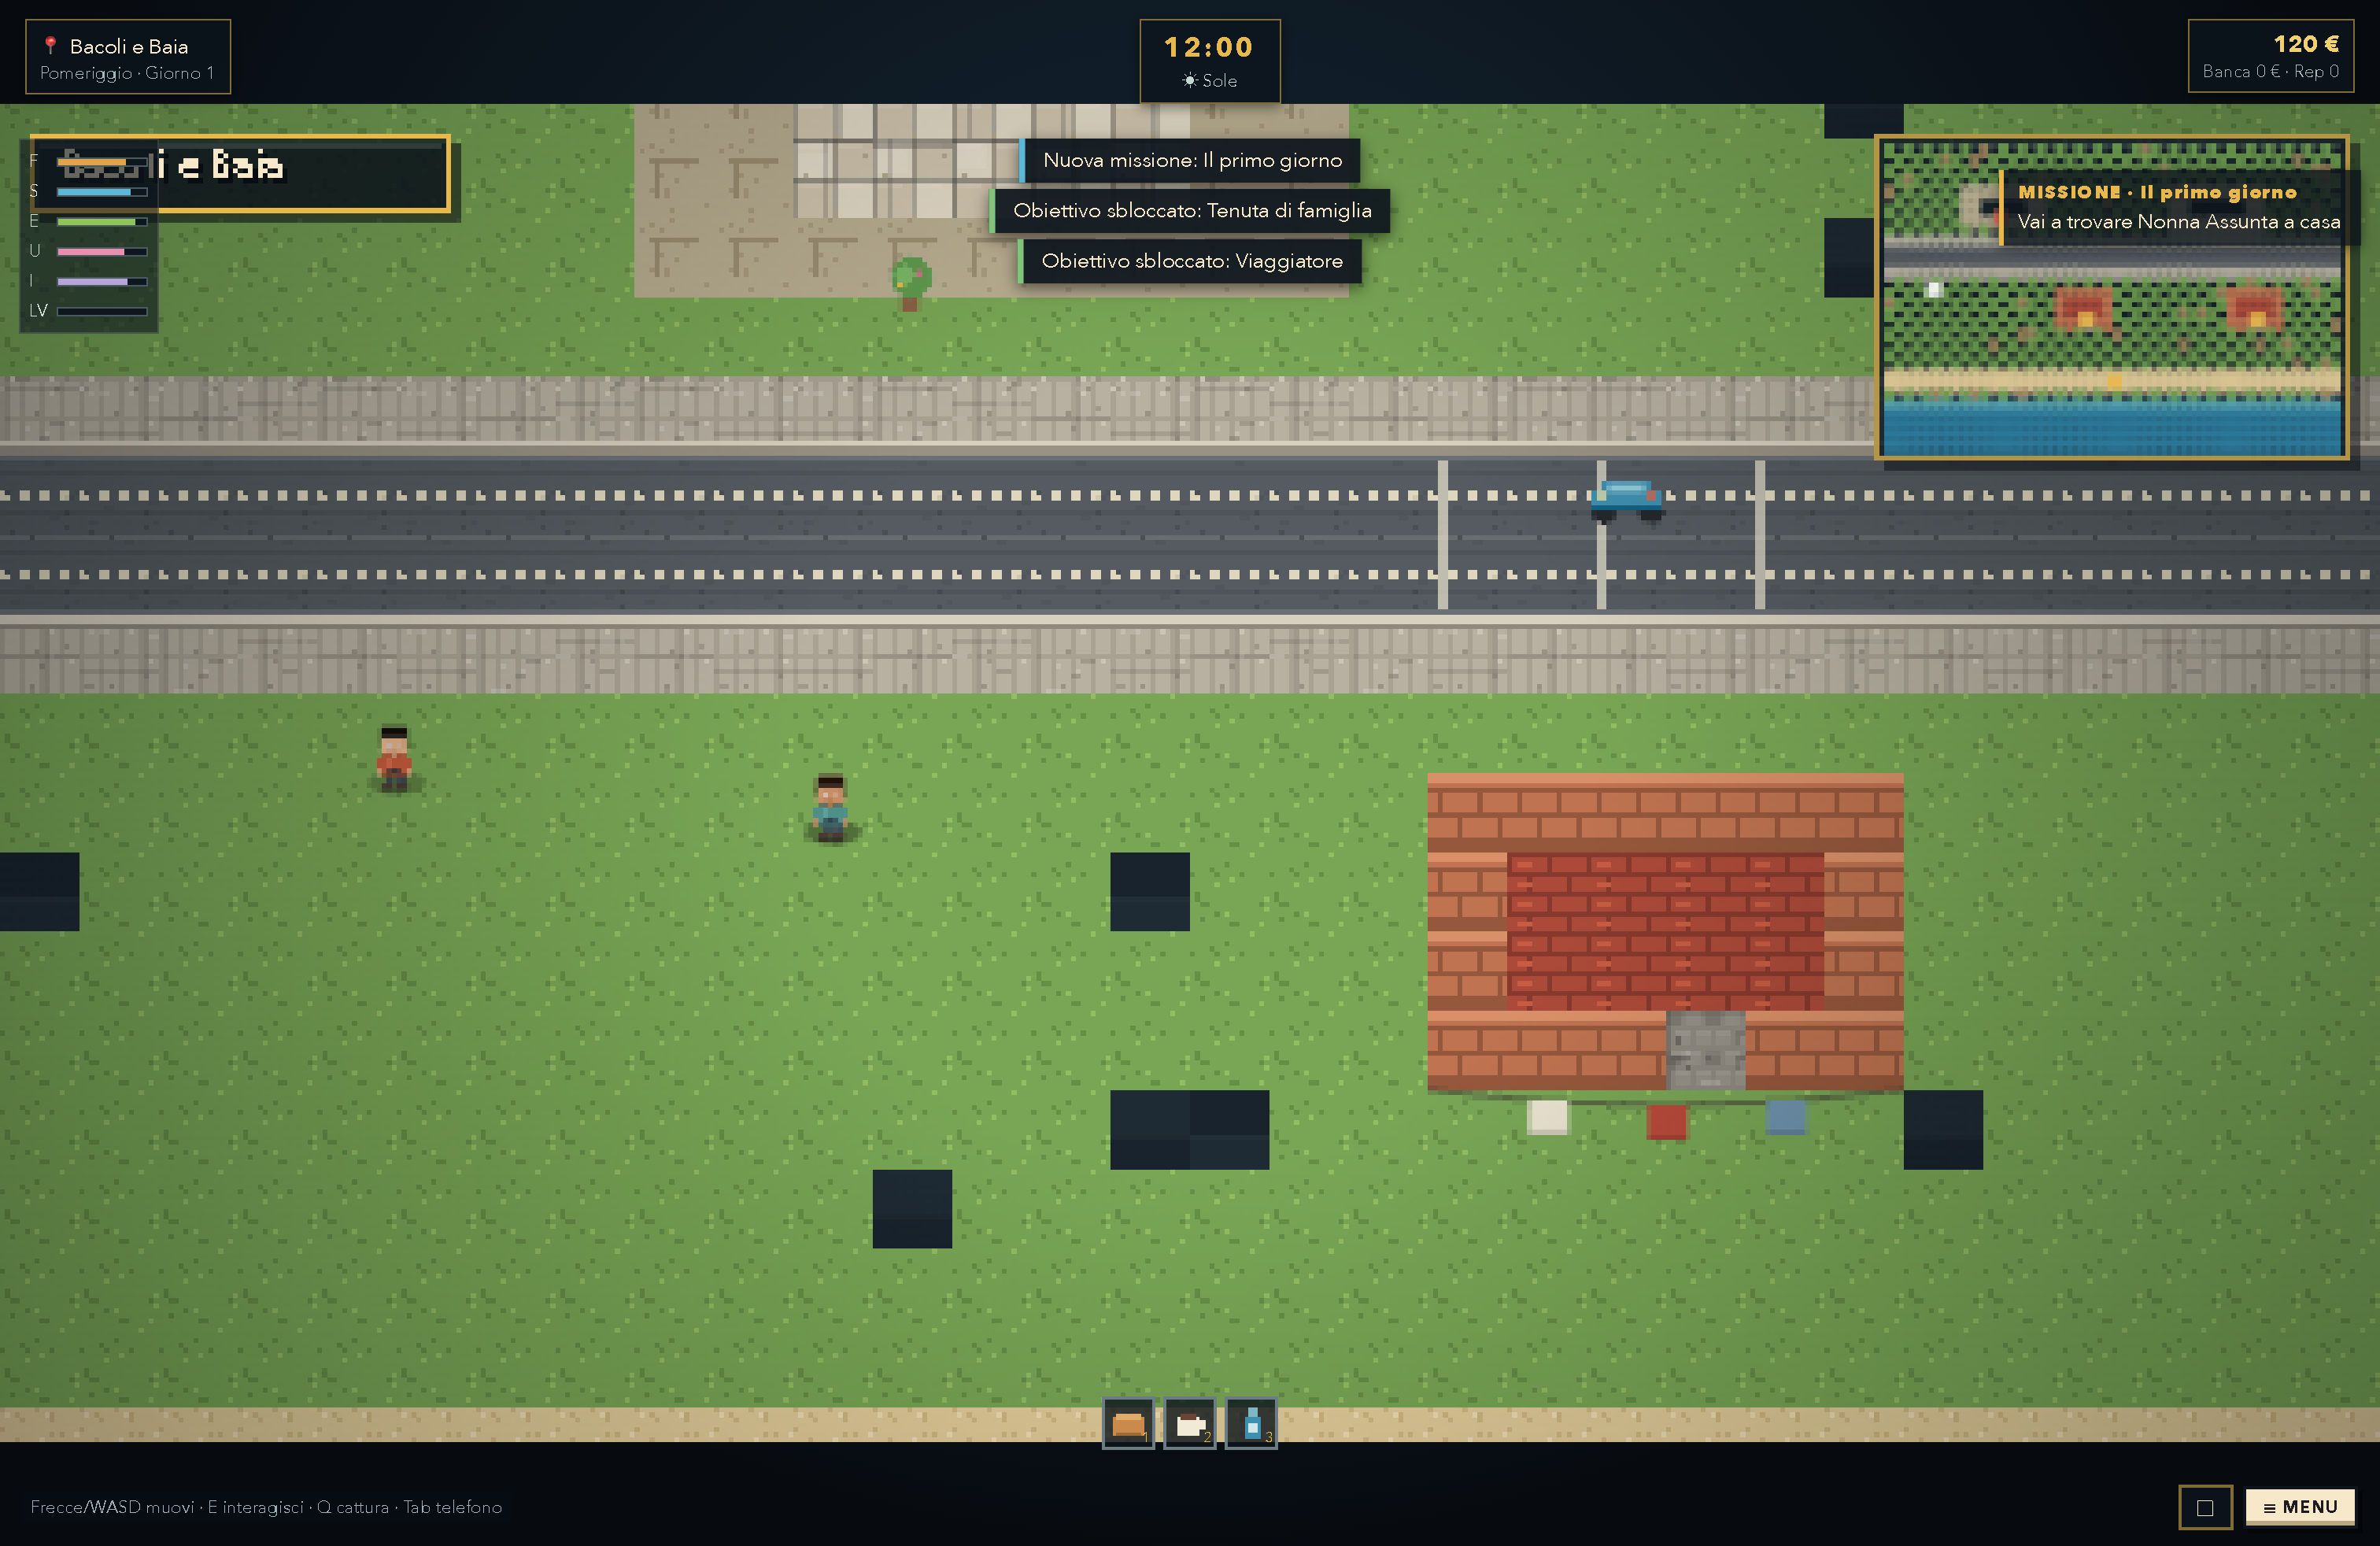 📍 Bacoli e Baia
Pomeriggio · Giorno 1
12:00
☀ Sole
120 €
Banca 0 € · Rep 0
Bacoli e Baia
F
S
E
U
I
LV
Nuova missione: Il primo giorno
Obiettivo sbloccato: Tenuta di famiglia
Obiettivo sbloccato: Viaggiatore
MISSIONE · Il primo giorno
Vai a trovare Nonna Assunta a casa
1
2
3
Frecce/WASD muovi · E interagisci · Q cattura · Tab telefono
≡ MENU